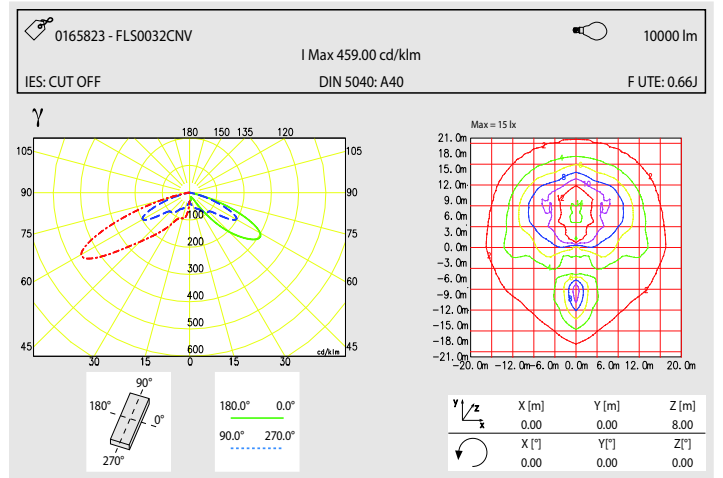 0165823 - FLS0032CNV
10000 lm
I Max 459.00 cd/klm
IES: CUT OFF DIN 5040: A40 F UTE: 0.66J
γ
180 150 135 120
105 105
90 90
75 75
60 60
45 45
100
200
300
400
500
600
cd/klm
30 15 0 15 30
Max = 15 lx
21. 0m
18. 0m
15. 0m
12. 0m
9. 0m
6. 0m
3. 0m
0. 0m
-3. 0m
-6. 0m
-9. 0m
-12. 0m
-15. 0m
-18. 0m
-21. 0m
-20. 0m -12. 0m -6. 0m 0. 0m 6. 0m 12. 0m 20. 0m
90°
180°
0°
270°
180.0° 0.0°
90.0° 270.0°
y z x
X [m] Y [m] Z [m]
0.00 0.00 8.00
X [°] Y[°] Z[°]
0.00 0.00 0.00